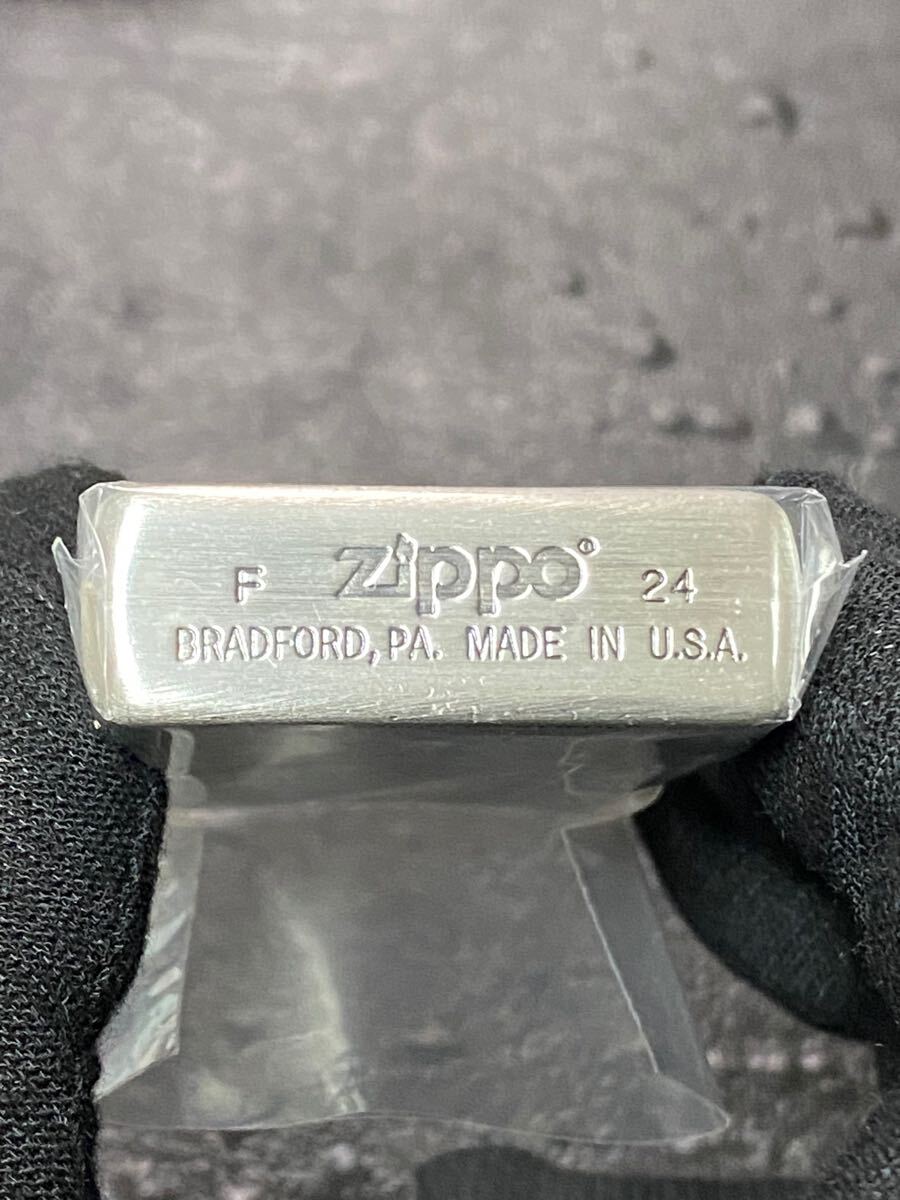 F Zippo® 24
BRADFORD, PA. MADE IN U.S.A.